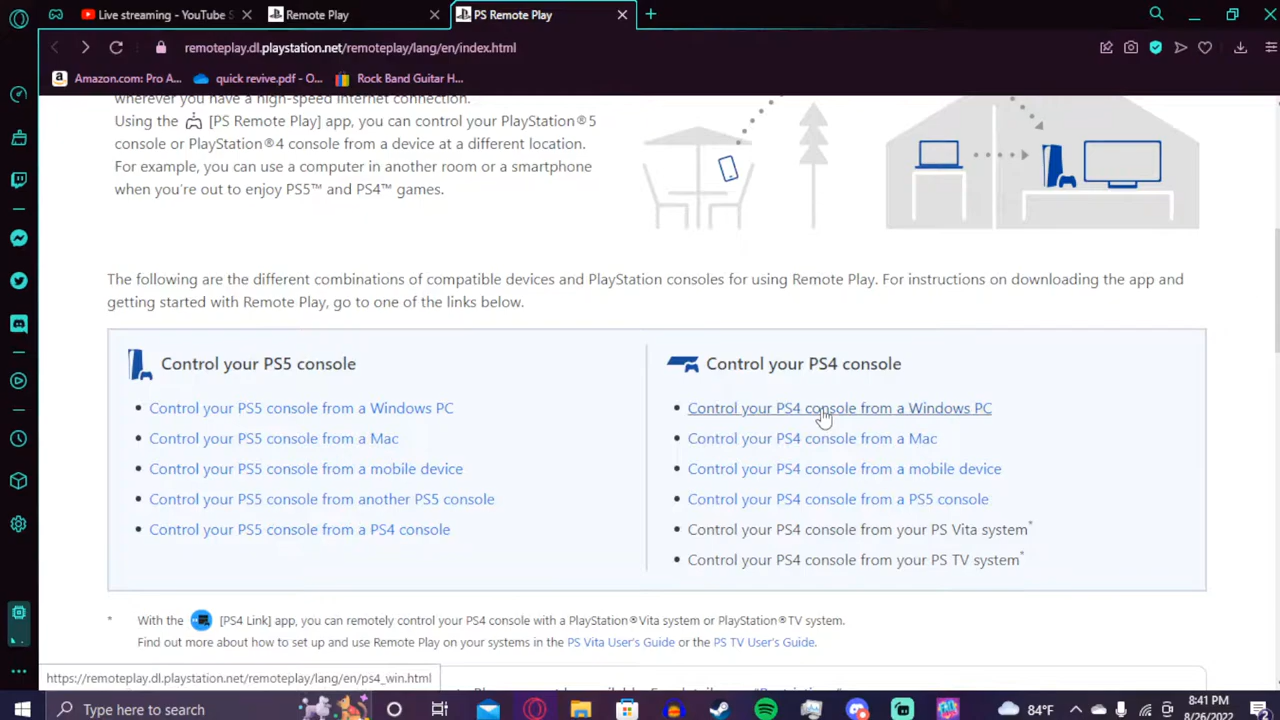 Live streaming - YouTube S
Remote Play
PS Remote Play
remoteplay.dl.playstation.net/remoteplay/lang/en/index.html
Amazon.com: Pro A...
quick revive.pdf - O...
Rock Band Guitar H...
wherever you have a high-speed Internet connection.
Using the [PS Remote Play] app, you can control your PlayStation®5
console or PlayStation®4 console from a device at a different location.
For example, you can use a computer in another room or a smartphone
when you're out to enjoy PS5™ and PS4™ games.
The following are the different combinations of compatible devices and PlayStation consoles for using Remote Play. For instructions on downloading the app and
getting started with Remote Play, go to one of the links below.
Control your PS5 console
• Control your PS5 console from a Windows PC
• Control your PS5 console from a Mac
• Control your PS5 console from a mobile device
• Control your PS5 console from another PS5 console
• Control your PS5 console from a PS4 console
Control your PS4 console
• Control your PS4 console from a Windows PC
• Control your PS4 console from a Mac
• Control your PS4 console from a mobile device
• Control your PS4 console from a PS5 console
• Control your PS4 console from your PS Vita system*
• Control your PS4 console from your PS TV system*
* With the [PS4 Link] app, you can remotely control your PS4 console with a PlayStation®Vita system or PlayStation®TV system.
Find out more about how to set up and use Remote Play on your systems in the PS Vita User's Guide or the PS TV User's Guide.
https://remoteplay.dl.playstation.net/remoteplay/lang/en/ps4_win.html
Type here to search
84°F
8:41 PM
8/26/2022